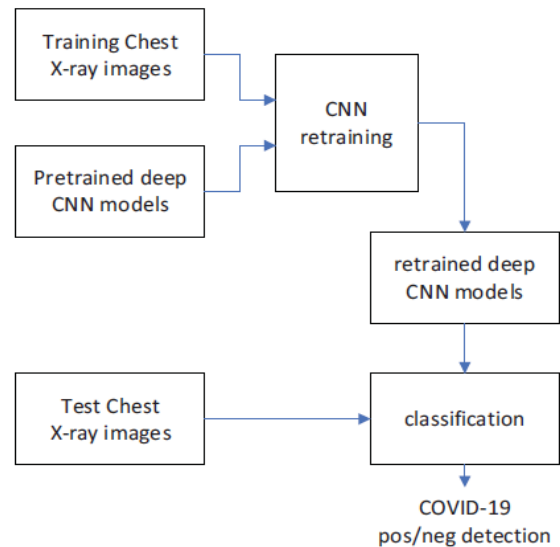 Training Chest
X-ray images
CNN
retraining
Pretrained deep
CNN models
retrained deep
CNN models
Test Chest
X-ray images
classification
COVID-19
pos/neg detection